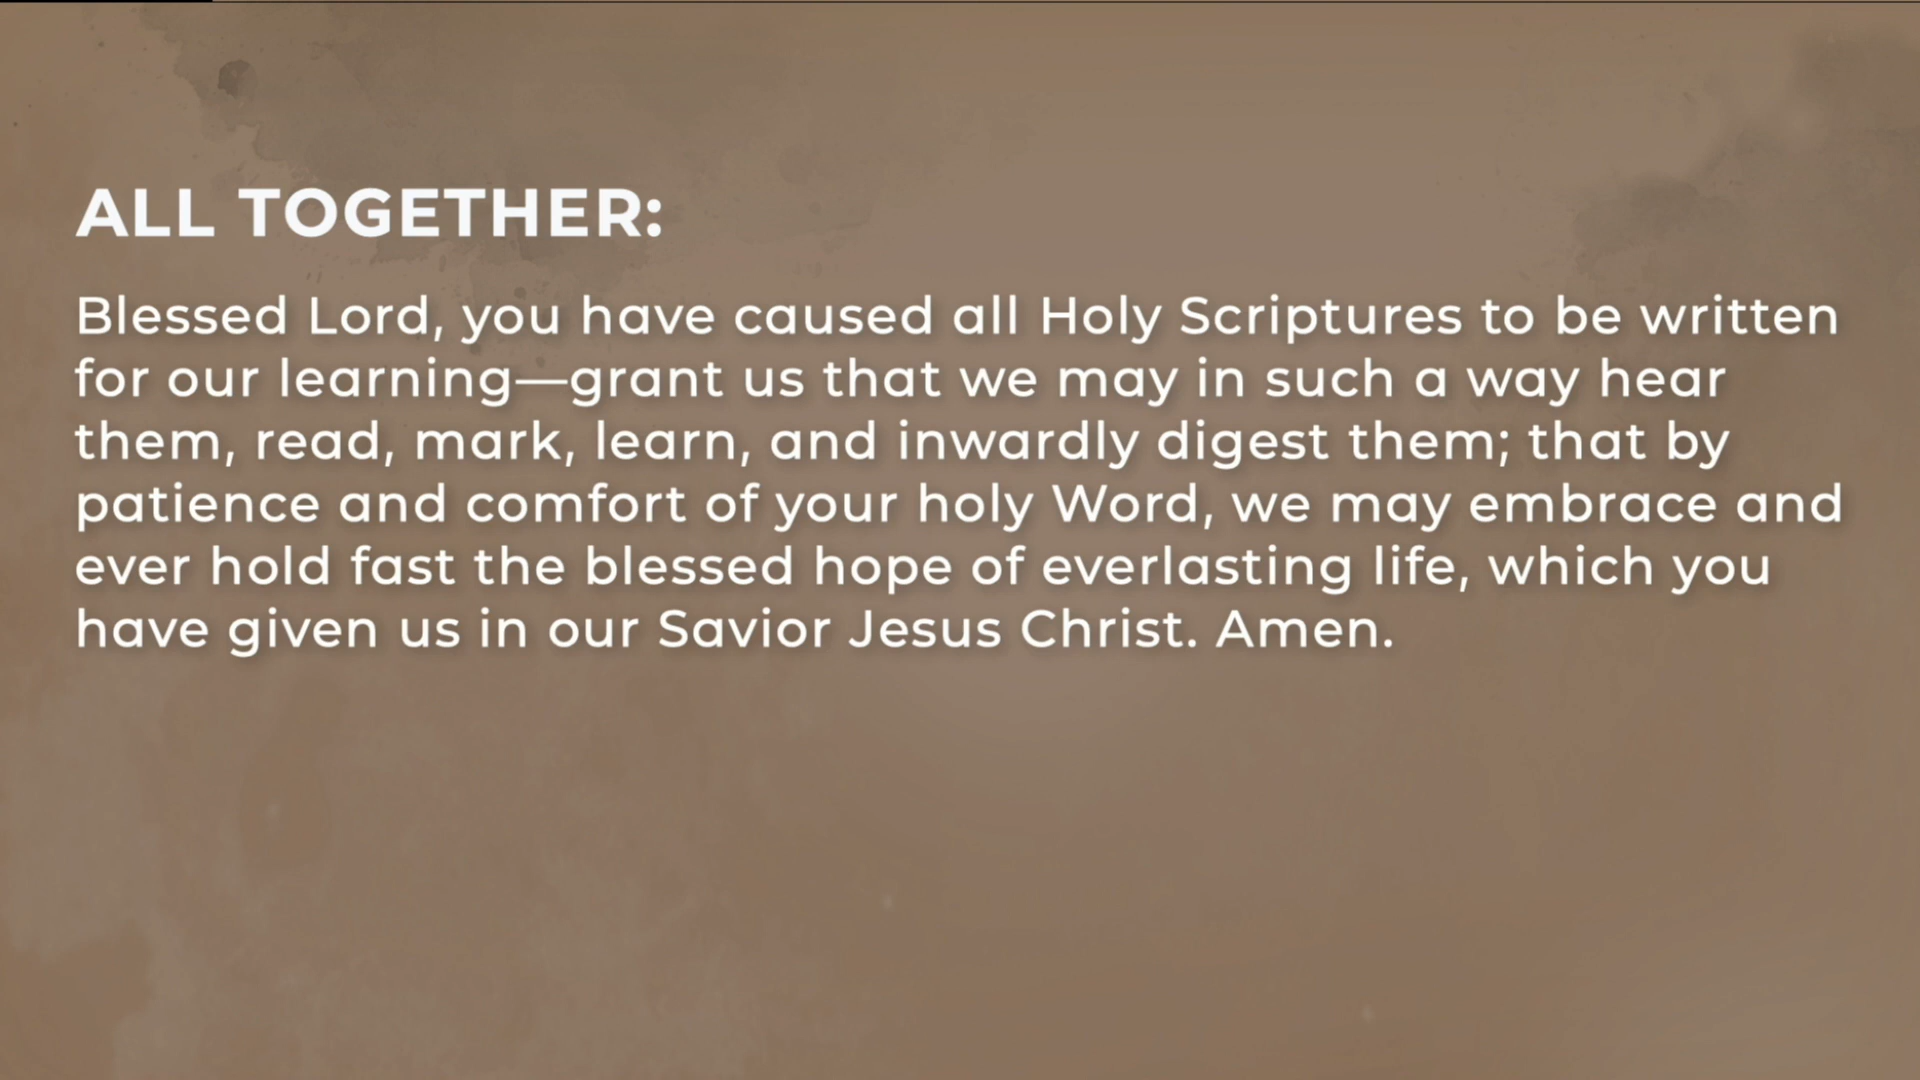 ALL TOGETHER:
Blessed Lord, you have caused all Holy Scriptures to be written
for our learning—grant us that we may in such a way hear
them, read, mark, learn, and inwardly digest them; that by
patience and comfort of your holy Word, we may embrace and
ever hold fast the blessed hope of everlasting life, which you
have given us in our Savior Jesus Christ. Amen.